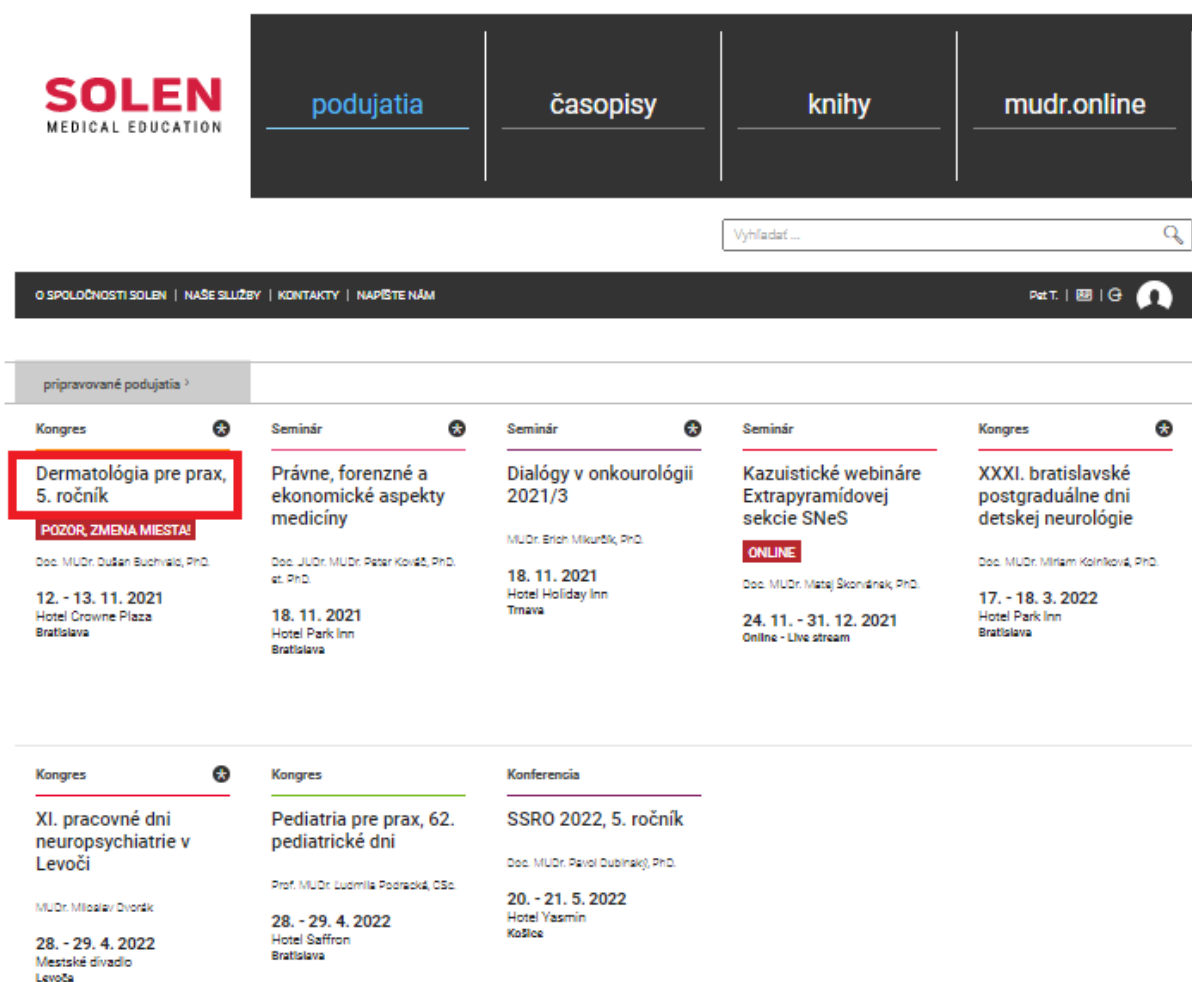 SOLEN
MEDICAL EDUCATION
podujatia
časopisy
knihy
mudr.online
Vyhľadať ...
O SPOLOČNOSTI SOLEN | NAŠE SLUŽBY | KONTAKTY | NAPÍŠTE NÁM
Pat T. |
pripravované podujatia ›
Kongres
Dermatológia pre prax,
5. ročník
POZOR, ZMENA MIESTA!
Doc. MUDr. Dušan Buchvald, PhD.
12. - 13. 11. 2021
Hotel Crowne Plaza
Bratislava
Seminár
Právne, forenzné a
ekonomické aspekty
medicíny
Doc. JUDr. MUDr. Peter Kováč, PhD.
et. PhD.
18. 11. 2021
Hotel Park Inn
Bratislava
Seminár
Dialógy v onkourológii
2021/3
MUDr. Erich Mikurčík, PhD.
18. 11. 2021
Hotel Holiday Inn
Trnava
Seminár
Kazuistické webináre
Extrapyramídovej
sekcie SNeS
ONLINE
Doc. MUDr. Matej Škorvánek, PhD.
24. 11. - 31. 12. 2021
Online - Live stream
Kongres
XXXI. bratislavské
postgraduálne dni
detskej neurológie
Doc. MUDr. Miriam Kolníková, PhD.
17. - 18. 3. 2022
Hotel Park Inn
Bratislava
Kongres
XI. pracovné dni
neuropsychiatrie v
Levoči
MUDr. Miloslav Dvorák
28. - 29. 4. 2022
Mestské divadlo
Levoča
Kongres
Pediatria pre prax, 62.
pediatrické dni
Prof. MUDr. Ľudmila Podracká, CSc.
28. - 29. 4. 2022
Hotel Saffron
Bratislava
Konferencia
SSRO 2022, 5. ročník
Doc. MUDr. Pavol Dubinský, PhD.
20. - 21. 5. 2022
Hotel Yasmin
Košice